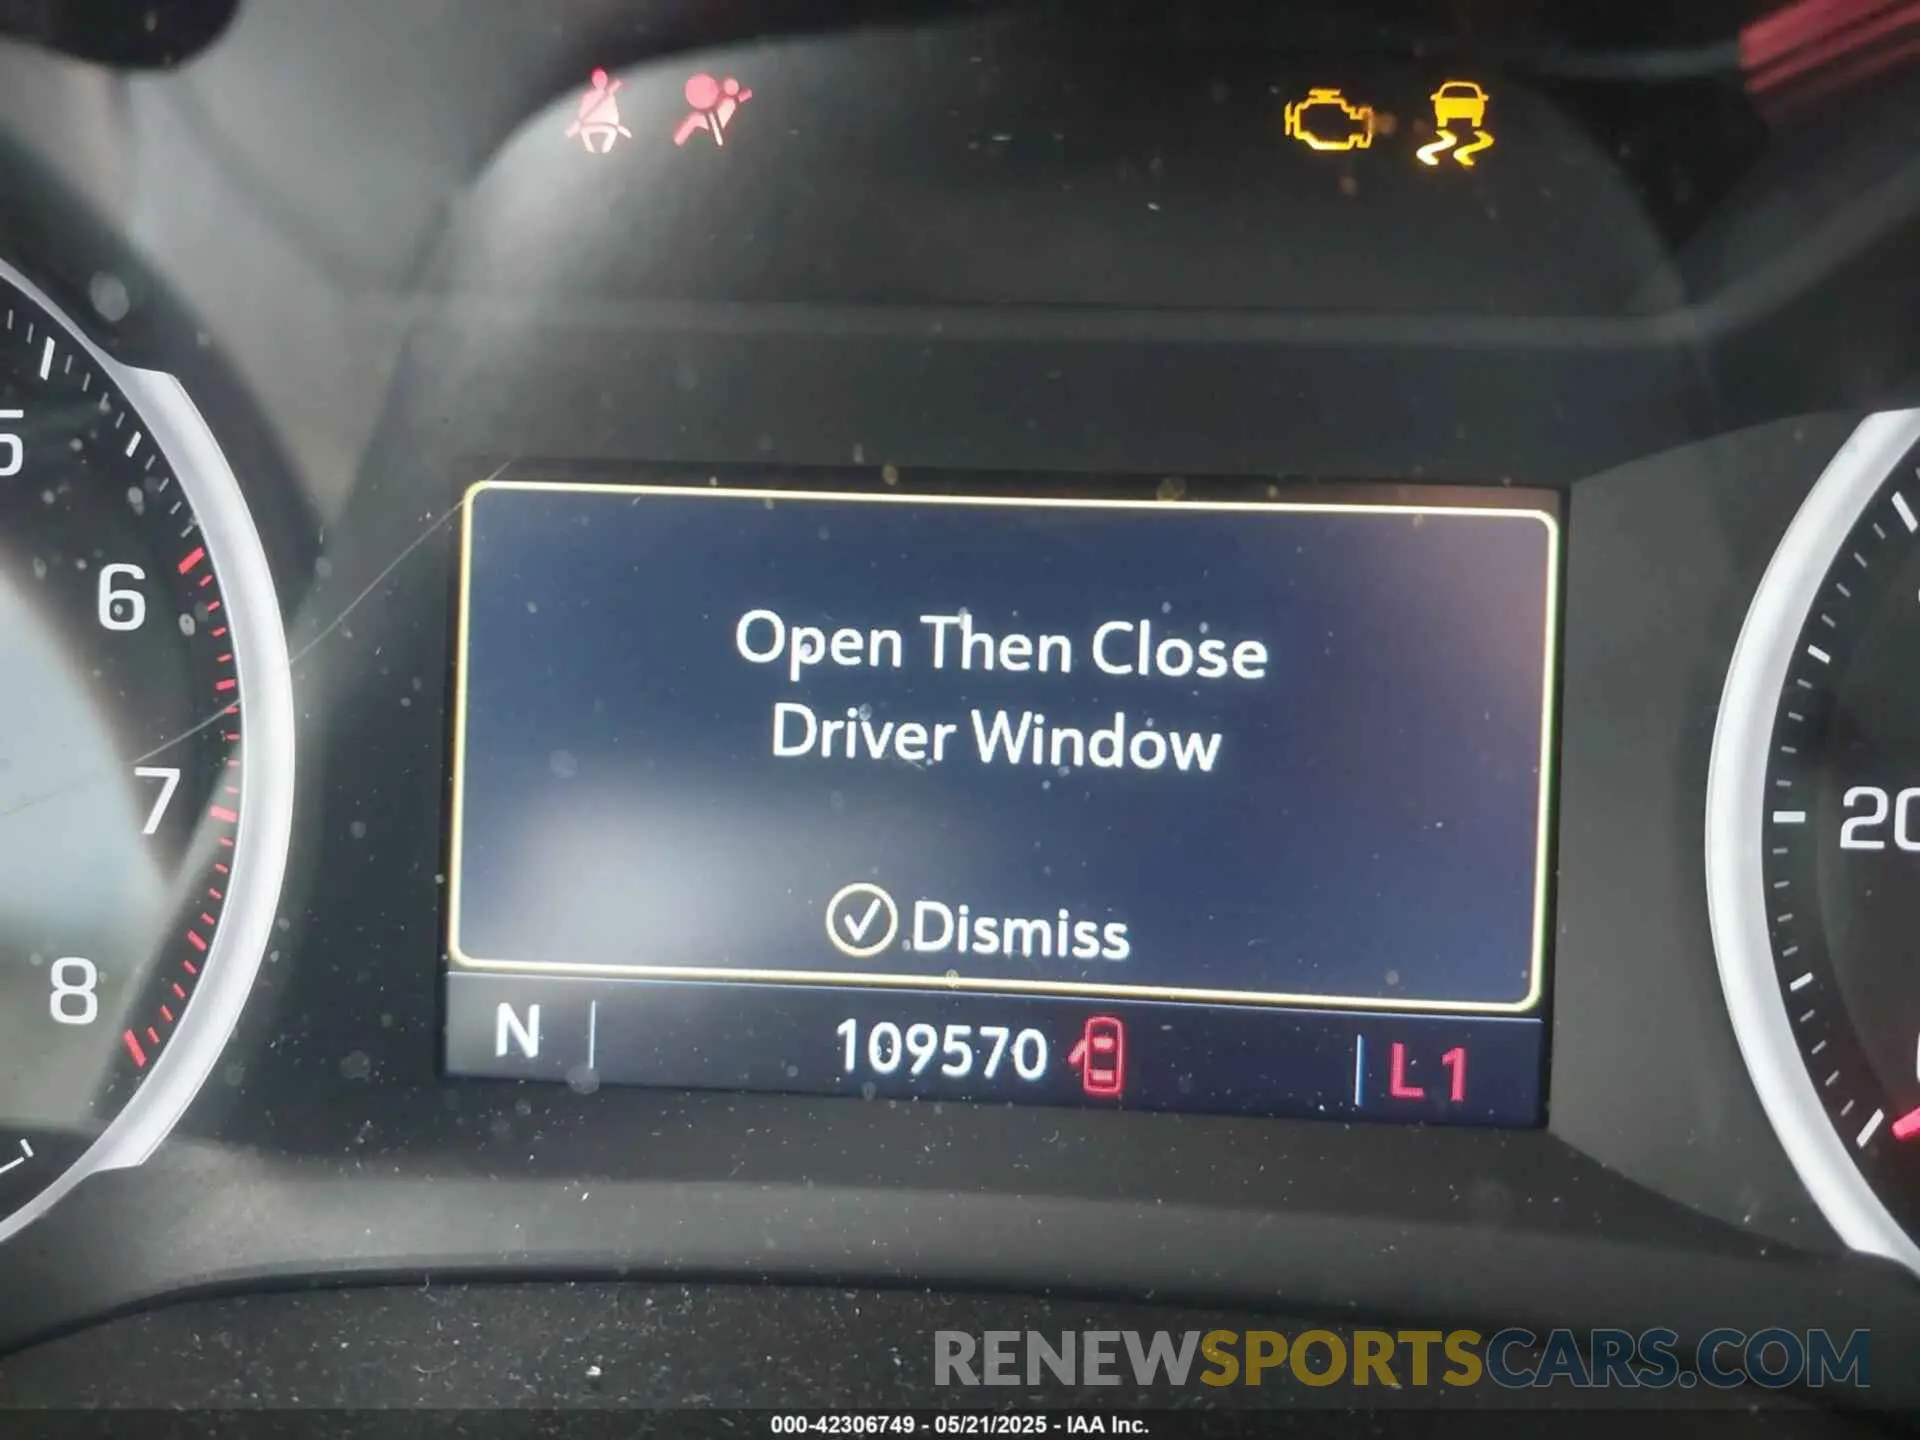 5
6
7
8
Open Then Close
Driver Window
Dismiss
N 109570 L 1
20
RENEWSPORTSCARS.COM
000-42306749 - 05/21/2025 - IAA Inc.